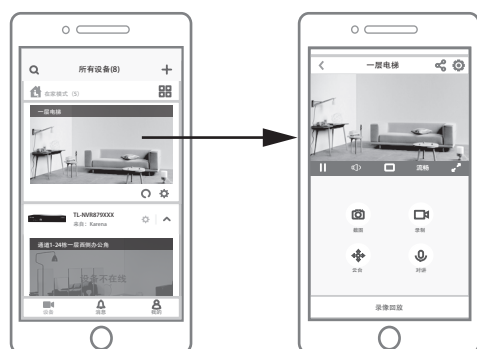 所有设备(8)
在家模式 (5)
一层电梯
TL-NVR879XXX
来自：Karena
通道1-24栋一层西侧办公角
设备不在线
设备
消息
我的
一层电梯
流畅
截图
录制
云台
对讲
录像回放